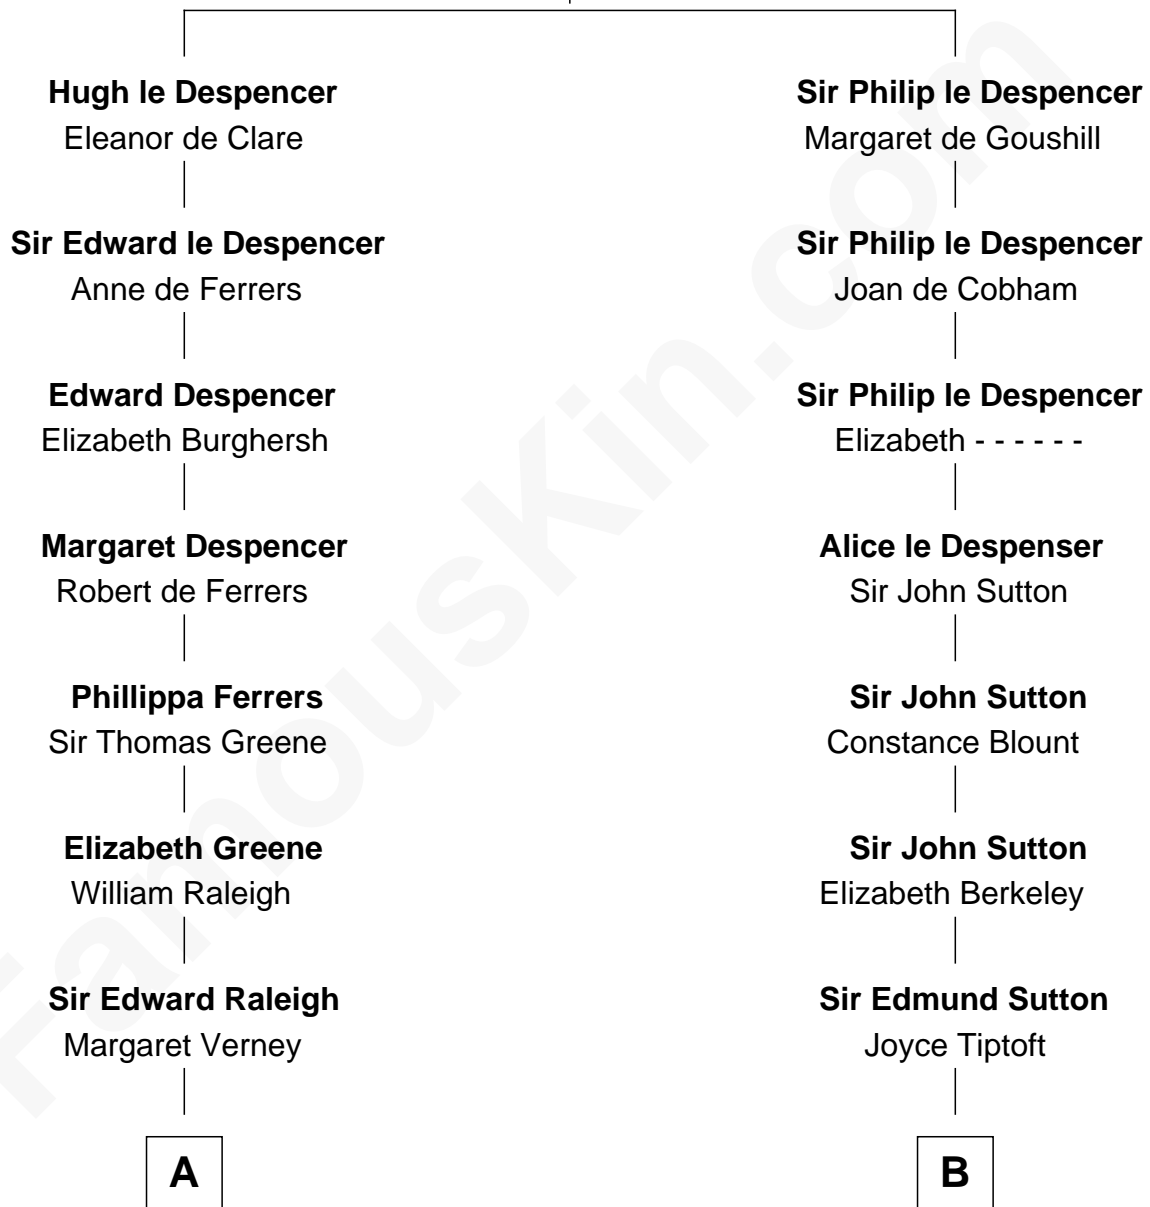 Hugh le Despencer
Eleanor de Clare
Sir Edward le Despencer
Anne de Ferrers
Edward Despencer
Elizabeth Burghersh
Margaret Despencer
Robert de Ferrers
Phillippa Ferrers
Sir Thomas Greene
Elizabeth Greene
William Raleigh
Sir Edward Raleigh
Margaret Verney
A
Sir Philip le Despencer
Margaret de Goushill
Sir Philip le Despencer
Joan de Cobham
Sir Philip le Despencer
Elizabeth - - - - - -
Alice le Despenser
Sir John Sutton
Sir John Sutton
Constance Blount
Sir John Sutton
Elizabeth Berkeley
Sir Edmund Sutton
Joyce Tiptoft
B
FamousKin.com